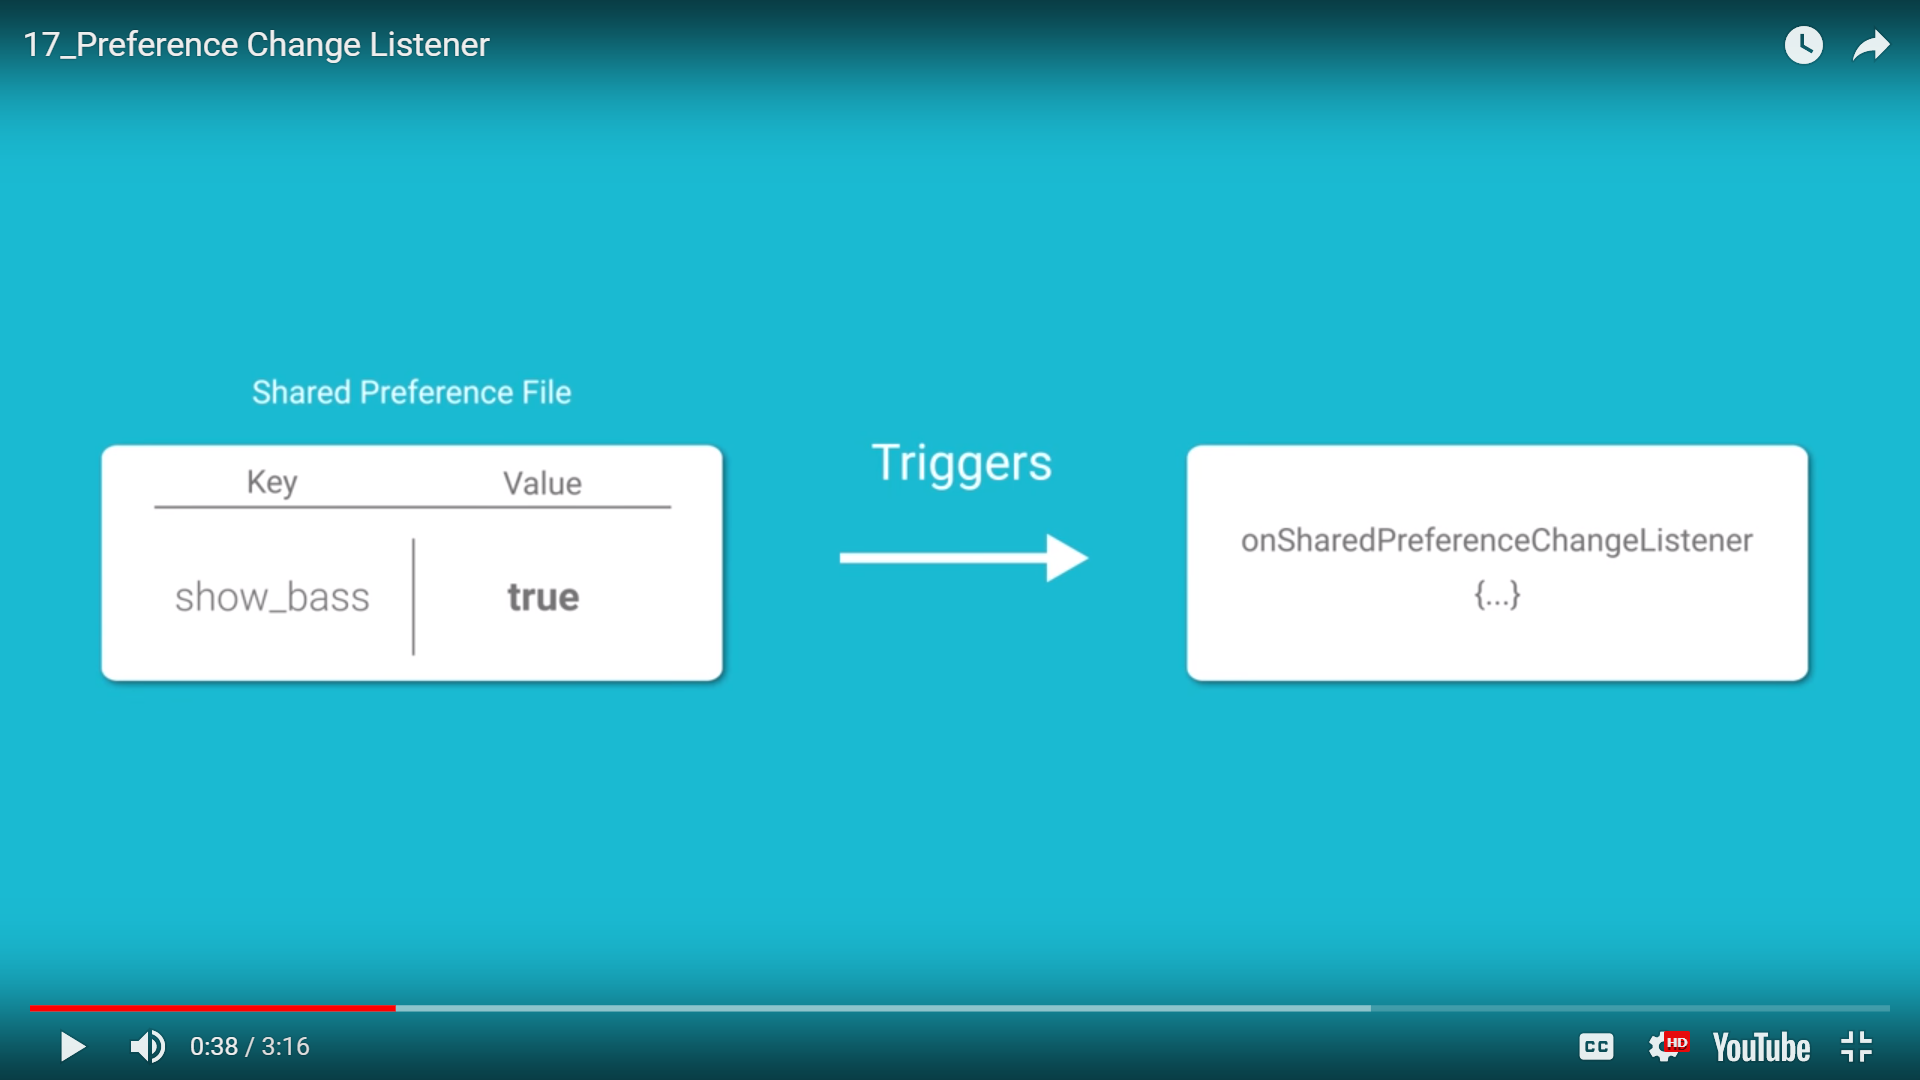 17_Preference Change Listener
Shared Preference File
Key Value
show_bass true
Triggers
onSharedPreferenceChangeListener
{...}
0:38 / 3:16
CC
HD
YouTube